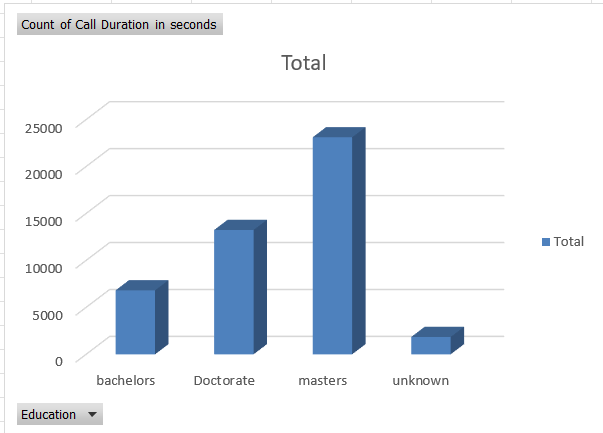 Count of Call Duration in seconds
Total
25000
20000
15000
10000
5000
0
Total
bachelors Doctorate masters unknown
Education